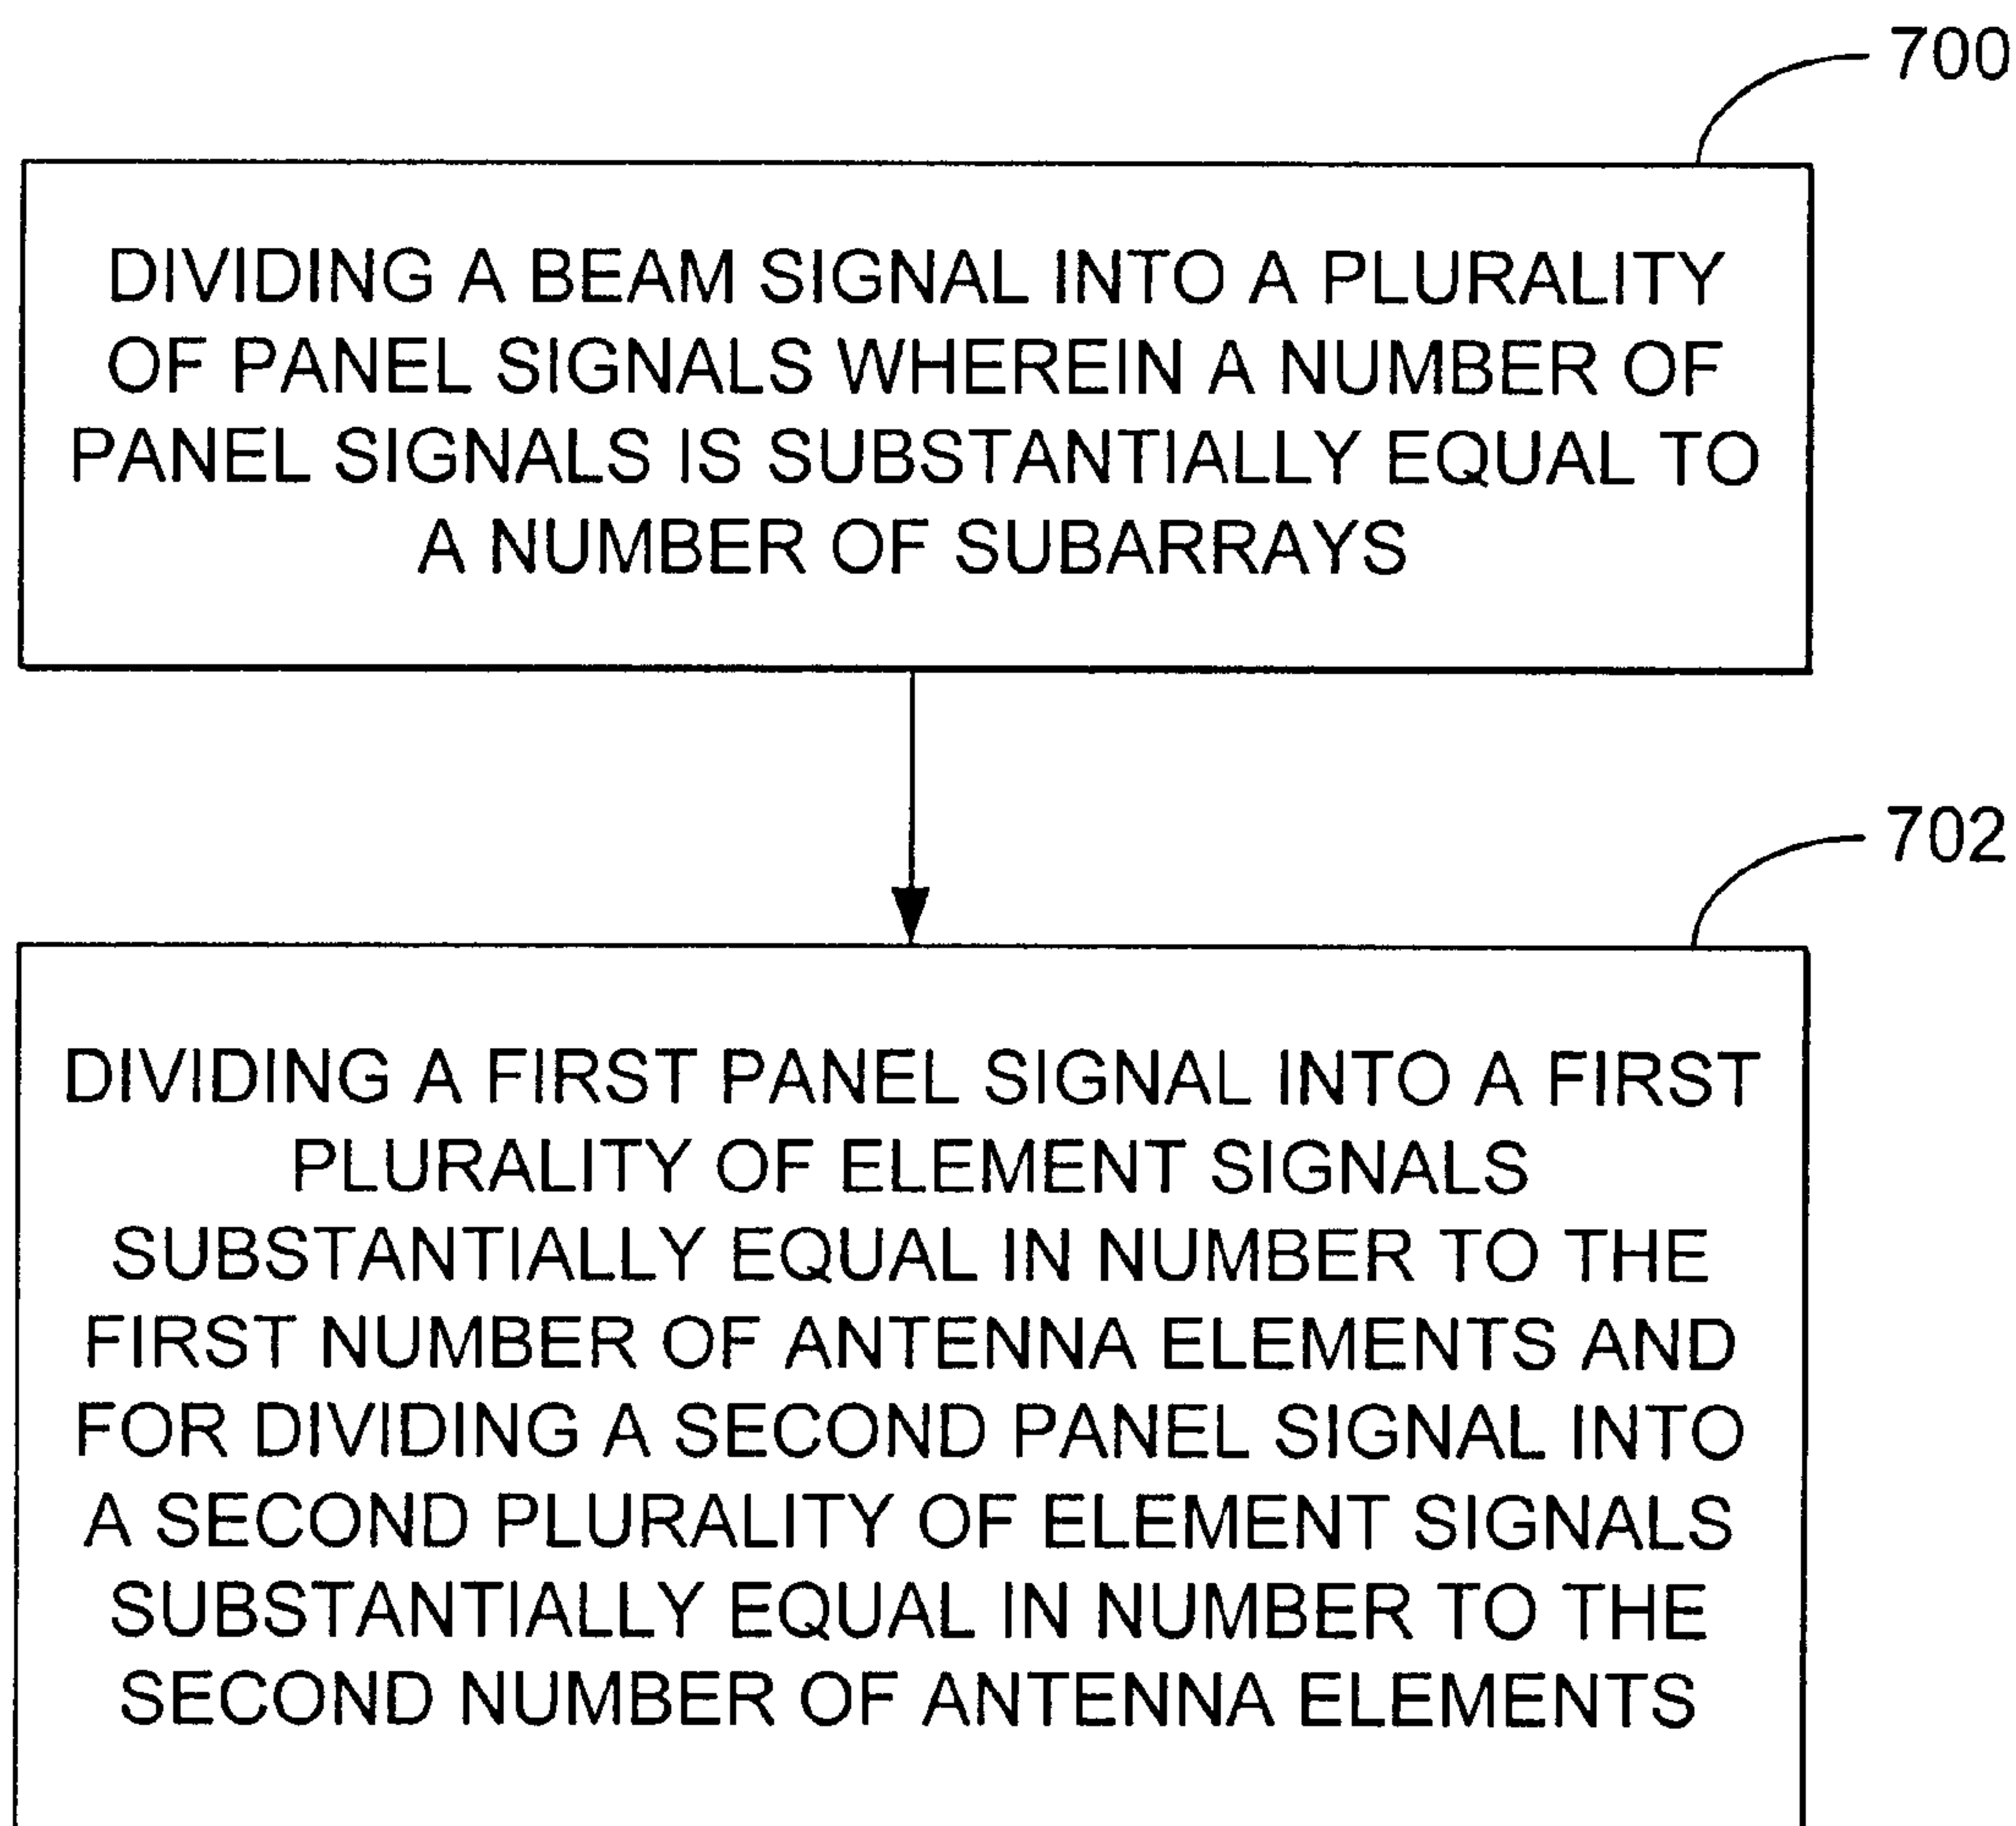 700
DIVIDING A BEAM SIGNAL INTO A PLURALITY
OF PANEL SIGNALS WHEREIN A NUMBER OF
PANEL SIGNALS IS SUBSTANTIALLY EQUAL TO
A NUMBER OF SUBARRAYS
702
DIVIDING A FIRST PANEL SIGNAL INTO A FIRST
PLURALITY OF ELEMENT SIGNALS
SUBSTANTIALLY EQUAL IN NUMBER TO THE
FIRST NUMBER OF ANTENNA ELEMENTS AND
FOR DIVIDING A SECOND PANEL SIGNAL INTO
A SECOND PLURALITY OF ELEMENT SIGNALS
SUBSTANTIALLY EQUAL IN NUMBER TO THE
SECOND NUMBER OF ANTENNA ELEMENTS